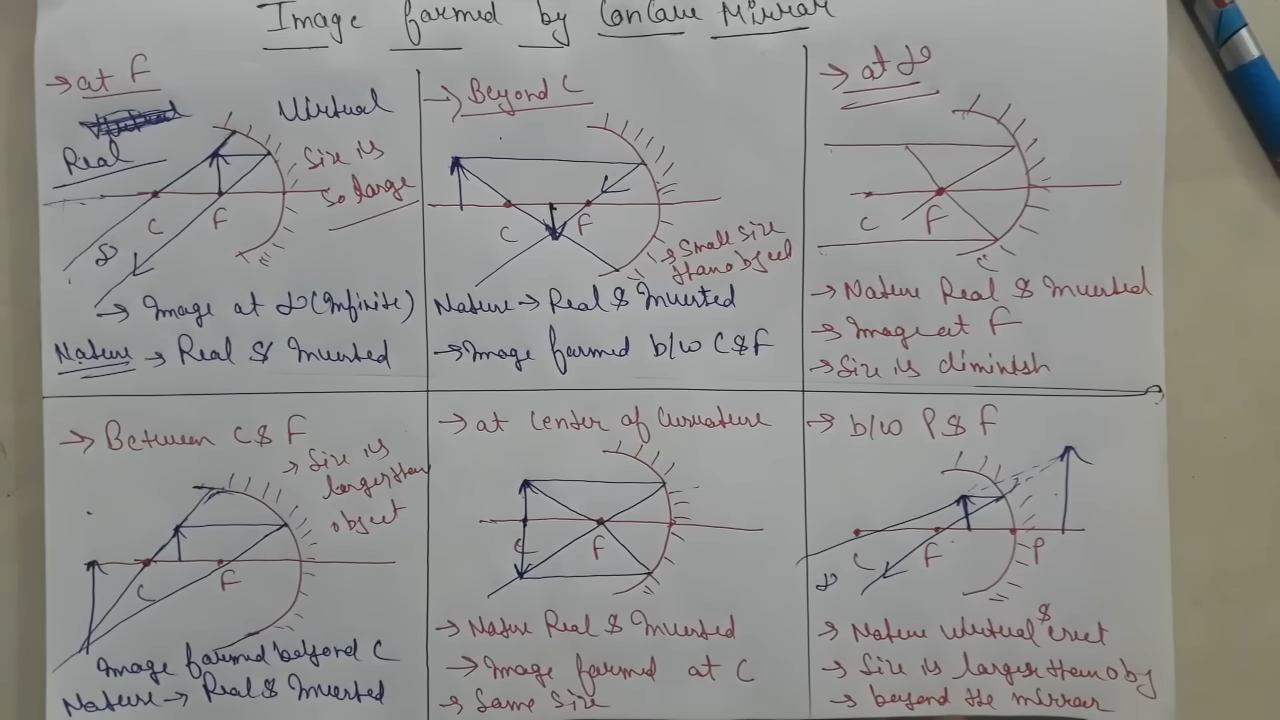 Image formed by Concave Mirror
→ at F
Real
Virtual
Size is
So large
C
F
∞
→ Image at ∞ (Infinite)
Nature → Real & Inverted
→ Beyond C
C
F
→ Small Size
than object
Nature → Real & Inverted
→ Image formed b/w C & F
→ at ∞
C
F
→ Nature Real & Inverted
→ Image at F
→ Size is diminish
→ Between C & F
→ Size is
larger than
object
C
F
Image formed beyond C
Nature → Real & Inverted
→ at Center of Curvature
C
F
→ Nature Real & Inverted
→ Image formed at C
→ Same Size
→ b/w P & F
C
F
P
∞
→ Nature Virtual & erect
→ Size is larger than obj
→ beyond the mirror